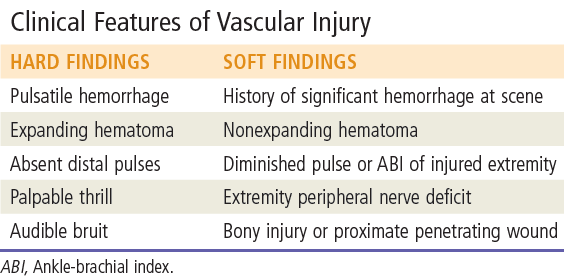 Clinical Features of Vascular Injury
HARD FINDINGS SOFT FINDINGS
Pulsatile hemorrhage History of significant hemorrhage at scene
Expanding hematoma Nonexpanding hematoma
Absent distal pulses Diminished pulse or ABI of injured extremity
Palpable thrill Extremity peripheral nerve deficit
Audible bruit Bony injury or proximate penetrating wound
ABI, Ankle-brachial index.